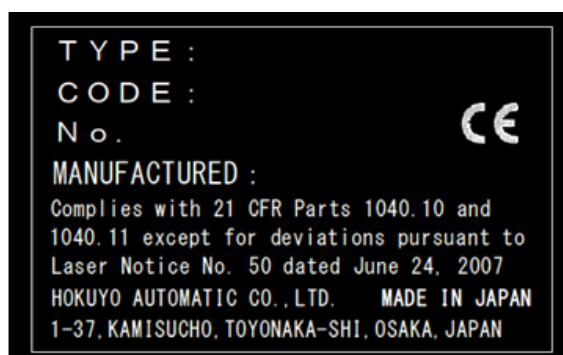 TYPE:
CODE:
No.
CE
MANUFACTURED:
Complies with 21 CFR Parts 1040.10 and
1040.11 except for deviations pursuant to
Laser Notice No. 50 dated June 24, 2007
HOKUYO AUTOMATIC CO.,LTD. MADE IN JAPAN
1-37,KAMISUCHO,TOYONAKA-SHI,OSAKA,JAPAN